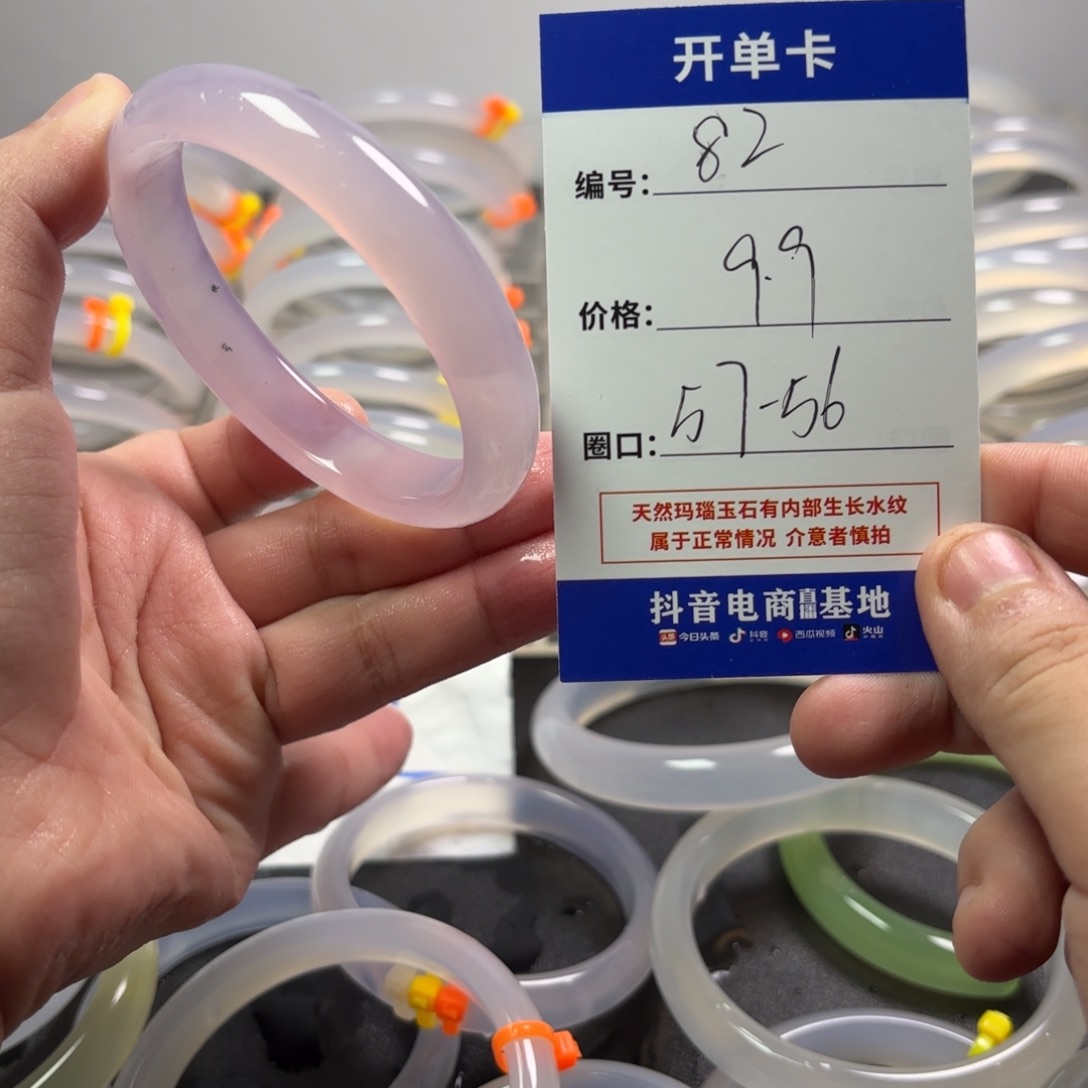 开单卡
编号: 82
价格: 9.9
圈口: 57-56
天然玛瑙玉石有内部生长水纹
属于正常情况 介意者慎拍
抖音电商直播基地
头条 今日头条 抖音 西瓜视频 火山